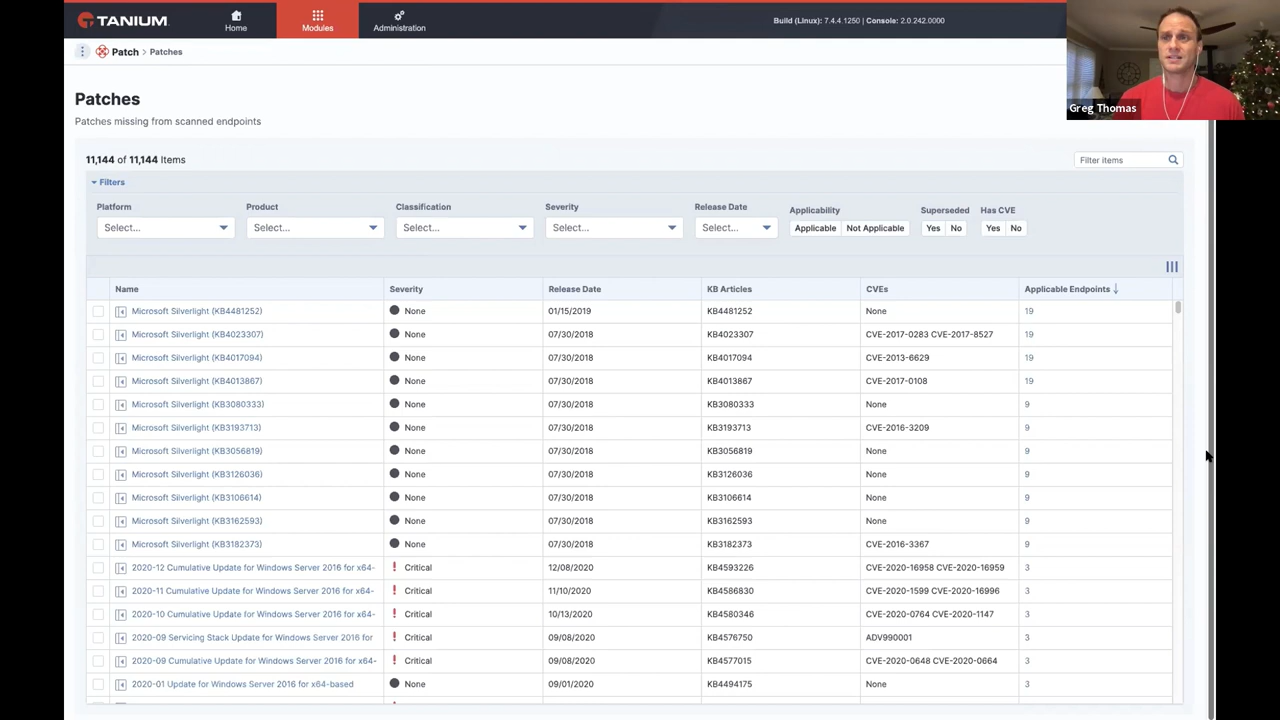 TANIUM
Home
Modules
Administration
Build (Linux): 7.4.4.1250 | Console: 2.0.242.0000
Greg Thomas
Patch > Patches
Patches
Patches missing from scanned endpoints
11,144 of 11,144 Items
Filter items
Filters
Platform Product Classification Severity Release Date Applicability Superseded Has CVE
Select... Select... Select... Select... Select... Applicable Not Applicable Yes No Yes No
Name Severity Release Date KB Articles CVEs Applicable Endpoints
Microsoft Silverlight (KB4481252) None 01/15/2019 KB4481252 None 19
Microsoft Silverlight (KB4023307) None 07/30/2018 KB4023307 CVE-2017-0283 CVE-2017-8527 19
Microsoft Silverlight (KB4017094) None 07/30/2018 KB4017094 CVE-2013-6629 19
Microsoft Silverlight (KB4013867) None 07/30/2018 KB4013867 CVE-2017-0108 19
Microsoft Silverlight (KB3080333) None 07/30/2018 KB3080333 None 9
Microsoft Silverlight (KB3193713) None 07/30/2018 KB3193713 CVE-2016-3209 9
Microsoft Silverlight (KB3056819) None 07/30/2018 KB3056819 None 9
Microsoft Silverlight (KB3126036) None 07/30/2018 KB3126036 None 9
Microsoft Silverlight (KB3106614) None 07/30/2018 KB3106614 None 9
Microsoft Silverlight (KB3162593) None 07/30/2018 KB3162593 None 9
Microsoft Silverlight (KB3182373) None 07/30/2018 KB3182373 CVE-2016-3367 9
2020-12 Cumulative Update for Windows Server 2016 for x64- Critical 12/08/2020 KB4593226 CVE-2020-16958 CVE-2020-16959 3
2020-11 Cumulative Update for Windows Server 2016 for x64- Critical 11/10/2020 KB4586830 CVE-2020-1599 CVE-2020-16996 3
2020-10 Cumulative Update for Windows Server 2016 for x64- Critical 10/13/2020 KB4580346 CVE-2020-0764 CVE-2020-1147 3
2020-09 Servicing Stack Update for Windows Server 2016 for Critical 09/08/2020 KB4576750 ADV990001 3
2020-09 Cumulative Update for Windows Server 2016 for x64- Critical 09/08/2020 KB4577015 CVE-2020-0648 CVE-2020-0664 3
2020-01 Update for Windows Server 2016 for x64-based None 09/01/2020 KB4494175 None 3